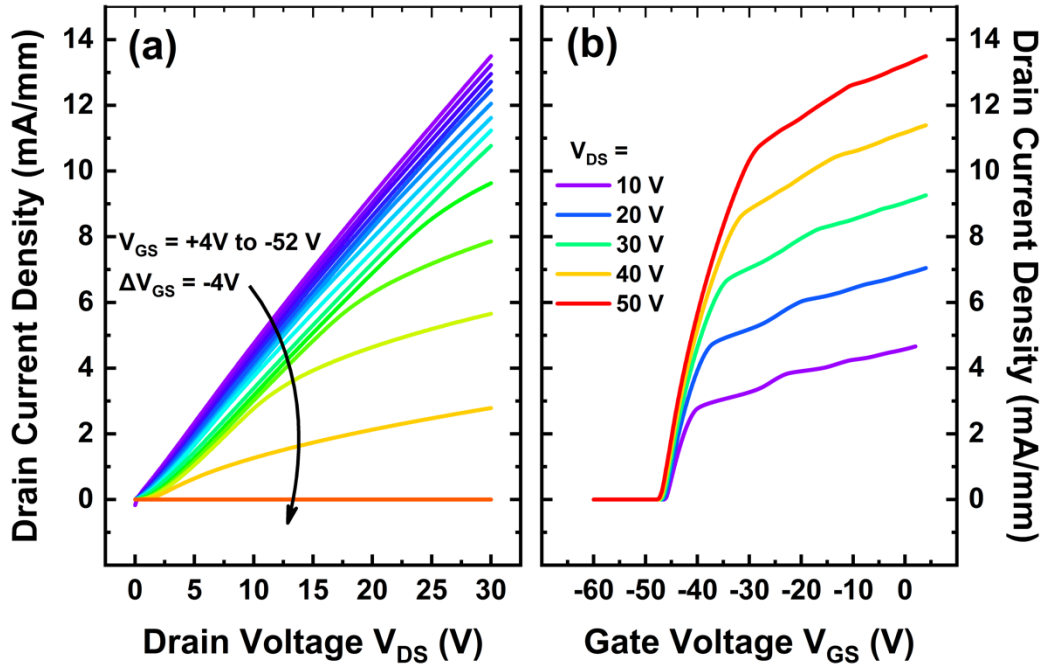 (a)
Drain Current Density (mA/mm)
14
12
10
8
6
4
2
0
V_GS = +4V to -52 V
ΔV_GS = -4V
0 5 10 15 20 25 30
Drain Voltage V_DS (V)
(b)
V_DS =
10 V
20 V
30 V
40 V
50 V
-60 -50 -40 -30 -20 -10 0
Gate Voltage V_GS (V)
14
12
10
8
6
4
2
0
Drain Current Density (mA/mm)